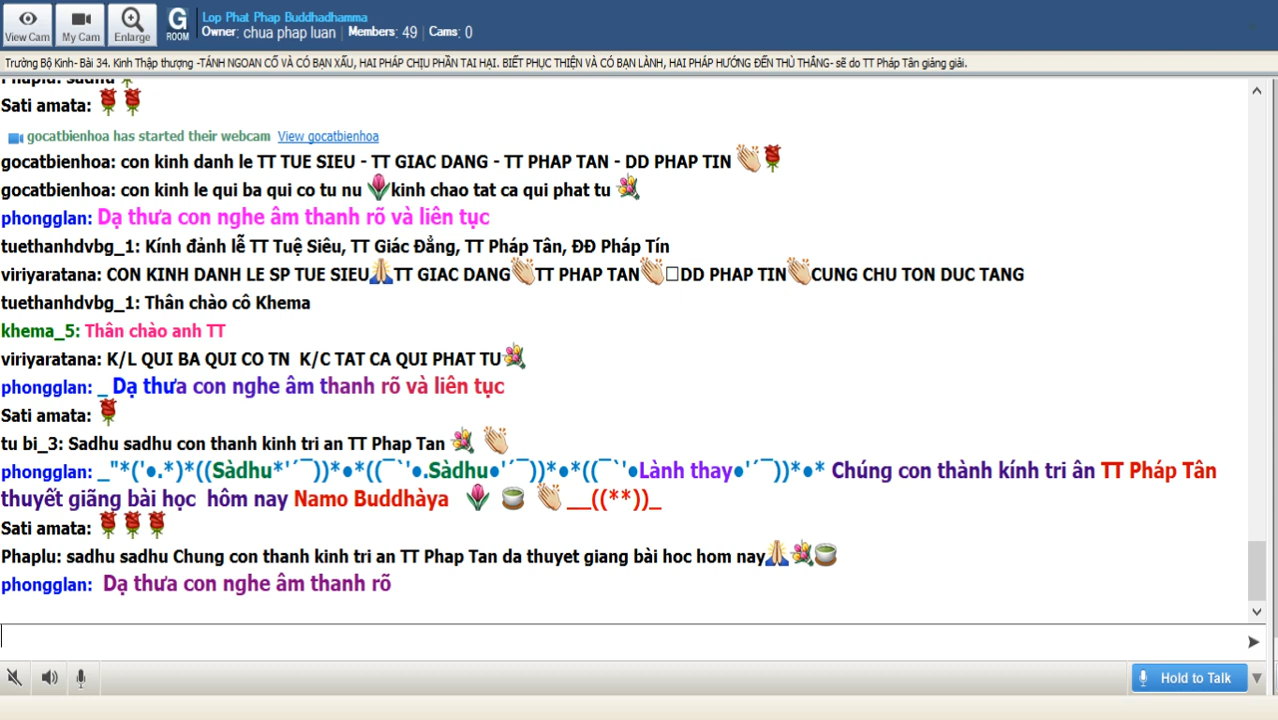 View Cam
My Cam
Enlarge
G
ROOM
Lop Phat Phap Buddhadhamma
Owner: chua phap luan | Members: 49 | Cams: 0
Trường Bộ Kinh- Bài 34. Kinh Thập thượng -TÁNH NGOAN CỐ VÀ CÓ BẠN XẤU, HAI PHÁP CHỊU PHẦN TAI HẠI. BIẾT PHỤC THIỆN VÀ CÓ BẠN LÀNH, HAI PHÁP HƯỚNG ĐẾN THÙ THẮNG- sẽ do TT Pháp Tân giảng giải.
Phaplu: sadhu
Sati amata:
gocatbienhoa has started their webcam View gocatbienhoa
gocatbienhoa: con kinh danh le TT TUE SIEU - TT GIAC DANG - TT PHAP TAN - DD PHAP TIN
gocatbienhoa: con kinh le qui ba qui co tu nu kinh chao tat ca qui phat tu
phongglan: Dạ thưa con nghe âm thanh rõ và liên tục
tuethanhdvbg_1: Kính đảnh lễ TT Tuệ Siêu, TT Giác Đẳng, TT Pháp Tân, ĐĐ Pháp Tín
viriyaratana: CON KINH DANH LE SP TUE SIEU TT GIAC DANG TT PHAP TAN DD PHAP TIN CUNG CHU TON DUC TANG
tuethanhdvbg_1: Thân chào cô Khema
khema_5: Thân chào anh TT
viriyaratana: K/L QUI BA QUI CO TN K/C TAT CA QUI PHAT TU
phongglan: _ Dạ thưa con nghe âm thanh rõ và liên tục
Sati amata:
tu bi_3: Sadhu sadhu con thanh kinh tri an TT Phap Tan
phongglan: _"*('●.*)*((Sàdhu*'´¯))*●*((¯`'●.Sàdhu●'´¯))*●*((¯`'●Lành thay●'´¯))*●* Chúng con thành kính tri ân TT Pháp Tân
thuyết giãng bài học hôm nay Namo Buddhàya __((**))_
Sati amata:
Phaplu: sadhu sadhu Chung con thanh kinh tri an TT Phap Tan da thuyet giang bài hoc hom nay
phongglan: Dạ thưa con nghe âm thanh rõ
Hold to Talk